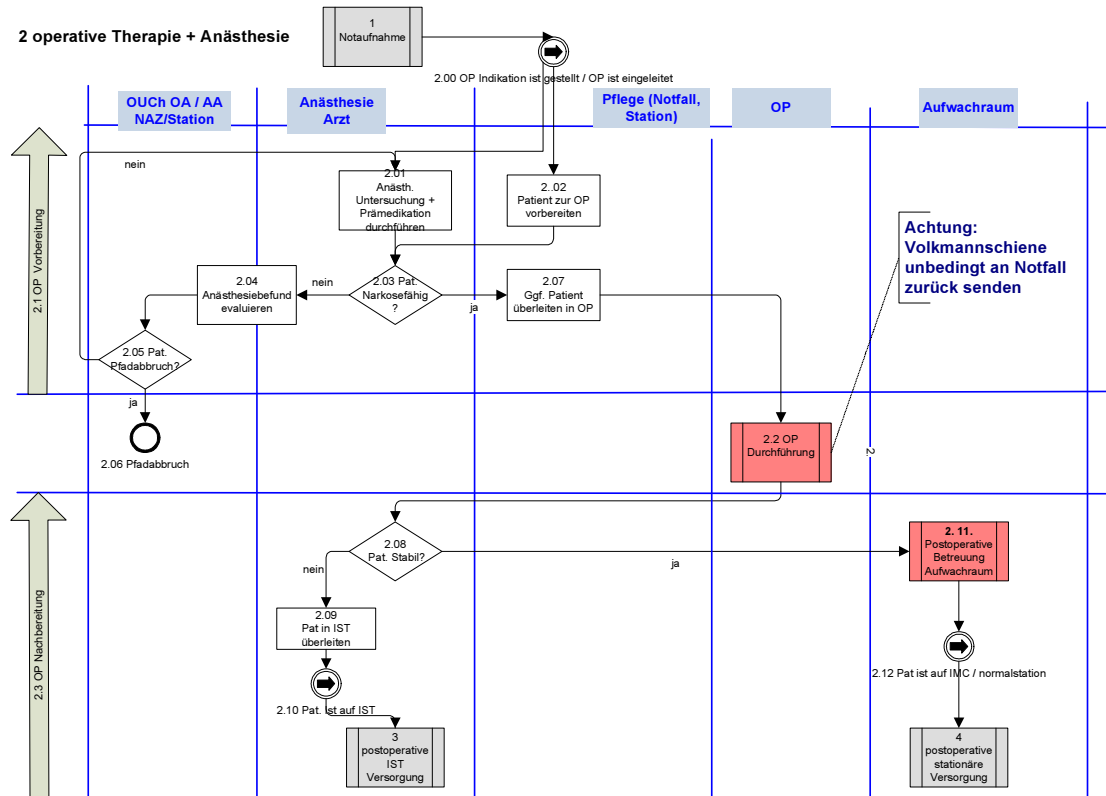 2 operative Therapie + Anästhesie
1
Notaufnahme
2.00 OP Indikation ist gestellt / OP ist eingeleitet
OUCh OA / AA
NAZ/Station
Anästhesie
Arzt
Pflege (Notfall,
Station)
OP
Aufwachraum
2.1 OP Vorbereitung
nein
2.01
Anästh.
Untersuchung +
Prämedikation
durchführen
2..02
Patient zur OP
vorbereiten
Achtung:
Volkmannschiene
unbedingt an Notfall
zurück senden
2.04
Anästhesiebefund
evaluieren
nein
2.03 Pat.
Narkosefähig
?
ja
2.07
Ggf. Patient
überleiten in OP
2.05 Pat.
Pfadabbruch?
ja
2.06 Pfadabbruch
2.2 OP
Durchführung
2.
2.3 OP Nachbereitung
2.08
Pat. Stabil?
nein
ja
2. 11.
Postoperative
Betreuung
Aufwachraum
2.09
Pat in IST
überleiten
2.10 Pat. Ist auf IST
2.12 Pat ist auf IMC / normalstation
3
postoperative
IST
Versorgung
4
postoperative
stationäre
Versorgung